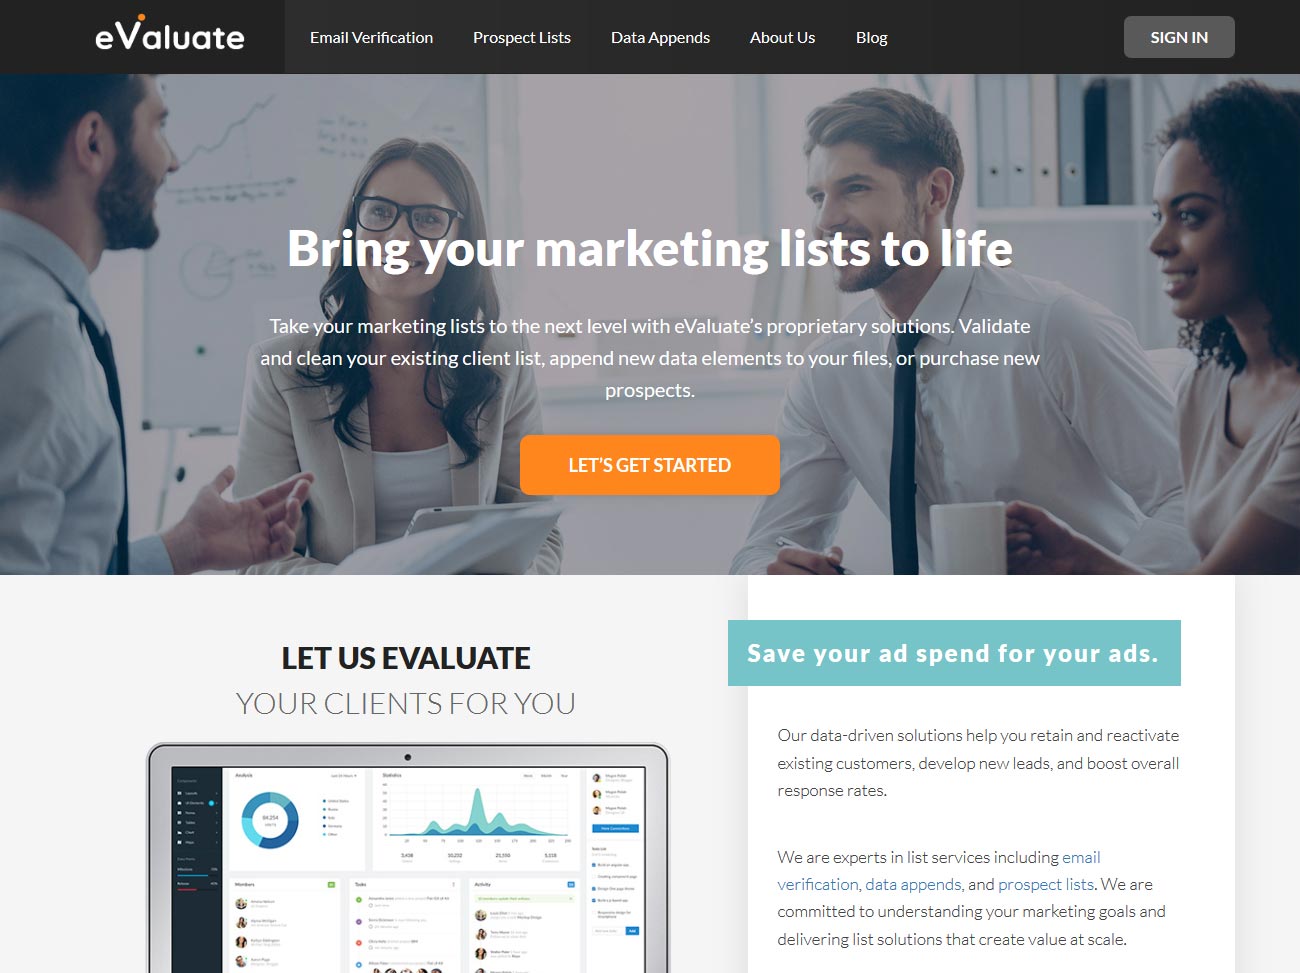 eValuate
Email Verification
Prospect Lists
Data Appends
About Us
Blog
SIGN IN
Bring your marketing lists to life
Take your marketing lists to the next level with eValuate's proprietary solutions. Validate
and clean your existing client list, append new data elements to your files, or purchase new
prospects.
LET'S GET STARTED
LET US EVALUATE
YOUR CLIENTS FOR YOU
Analysis
Statistics
Members
Tasks
Activity
Save your ad spend for your ads.
Our data-driven solutions help you retain and reactivate
existing customers, develop new leads, and boost overall
response rates.
We are experts in list services including email
verification, data appends, and prospect lists. We are
committed to understanding your marketing goals and
delivering list solutions that create value at scale.